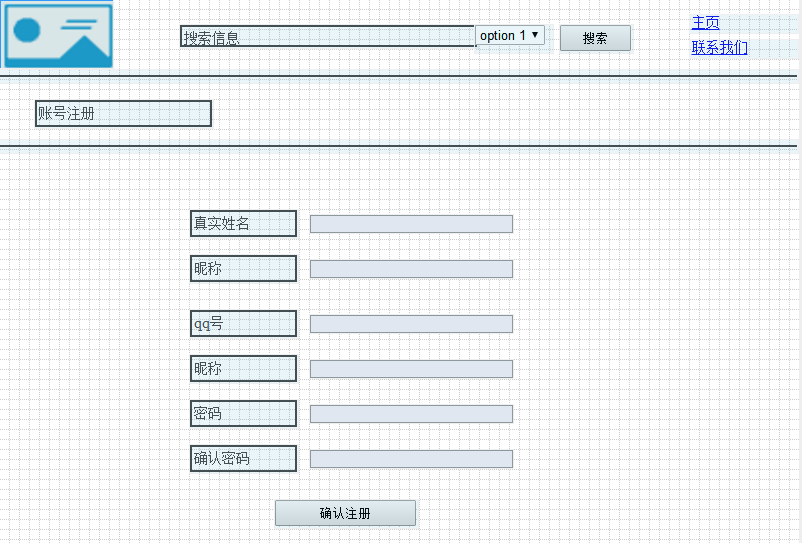 搜索信息 option 1 搜索 主页
联系我们
账号注册
真实姓名
昵称
qq号
昵称
密码
确认密码
确认注册